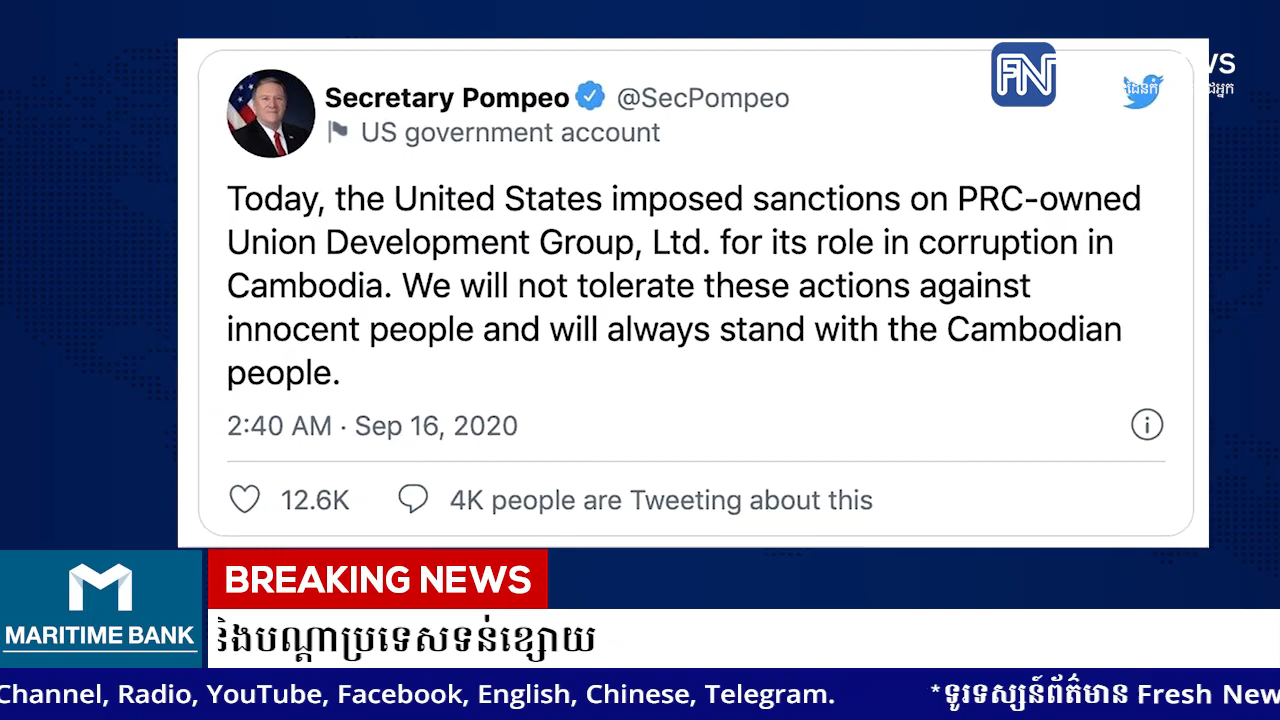 Secretary Pompeo @SecPompeo
US government account
Today, the United States imposed sanctions on PRC-owned
Union Development Group, Ltd. for its role in corruption in
Cambodia. We will not tolerate these actions against
innocent people and will always stand with the Cambodian
people.
2:40 AM · Sep 16, 2020
12.6K 4K people are Tweeting about this
FN
BREAKING NEWS
MARITIME BANK
និងបណ្តាប្រទេសទន់ខ្សោយ
Channel, Radio, YouTube, Facebook, English, Chinese, Telegram. *ទូរទស្សន៍ព័ត៌មាន Fresh New